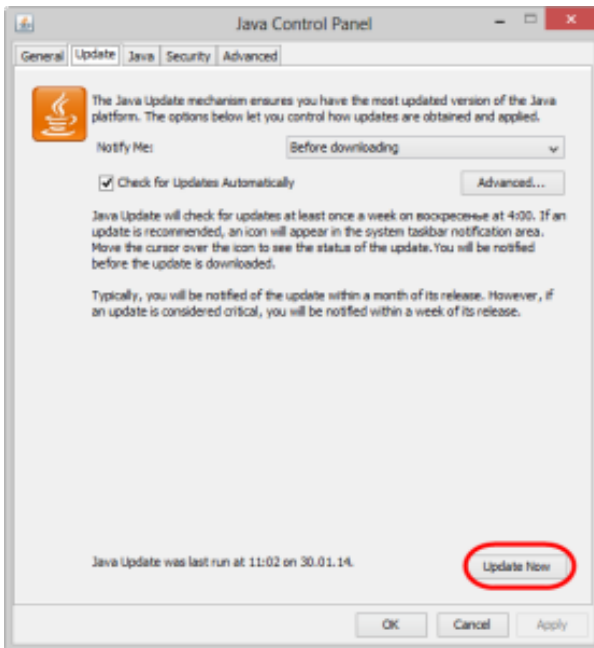 Java Control Panel
General Update Java Security Advanced
The Java Update mechanism ensures you have the most updated version of the Java
platform. The options below let you control how updates are obtained and applied.
Notify Me: Before downloading
Check for Updates Automatically Advanced...
Java Update will check for updates at least once a week on воскресенье at 4:00. If an
update is recommended, an icon will appear in the system taskbar notification area.
Move the cursor over the icon to see the status of the update. You will be notified
before the update is downloaded.
Typically, you will be notified of the update within a month of its release. However, if
an update is considered critical, you will be notified within a week of its release.
Java Update was last run at 11:02 on 30.01.14.
Update Now
OK Cancel Apply